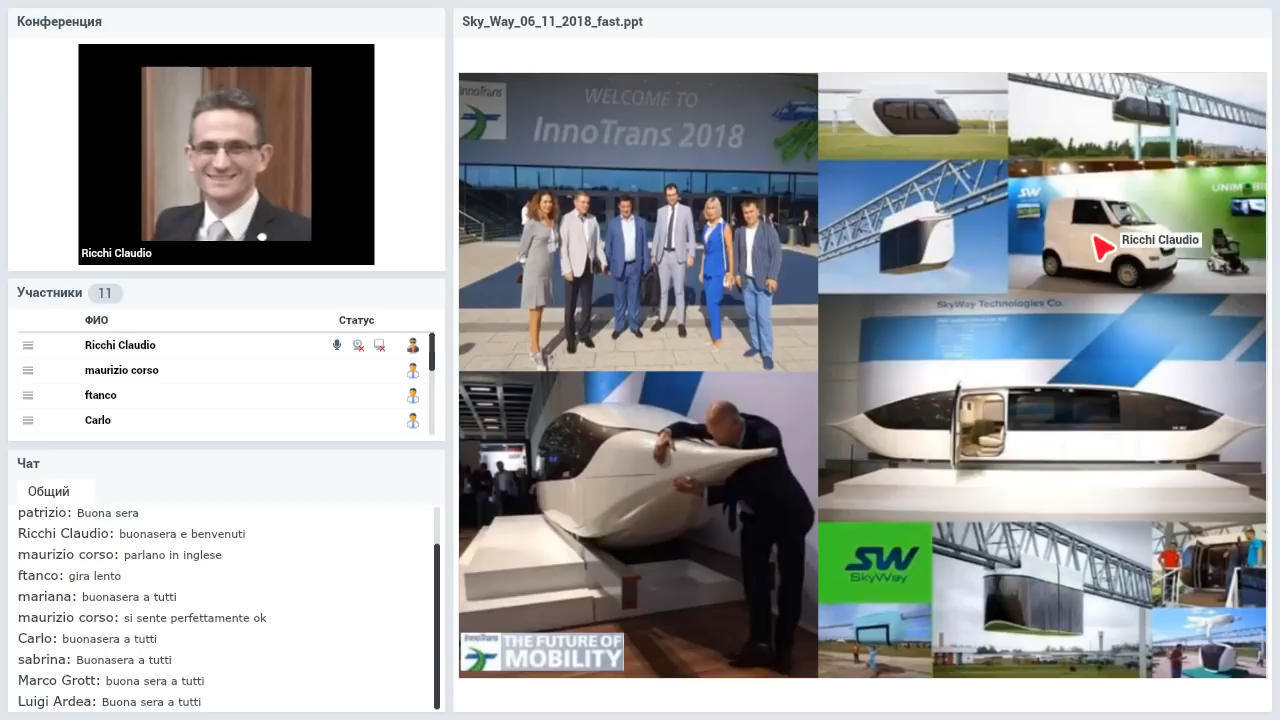 Конференция
Ricchi Claudio
Участники 11
ФИО Статус
Ricchi Claudio
maurizio corso
ftanco
Carlo
Чат
Общий
patrizio: Buona sera
Ricchi Claudio: buonasera e benvenuti
maurizio corso: parlano in inglese
ftanco: gira lento
mariana: buonasera a tutti
maurizio corso: si sente perfettamente ok
Carlo: buonasera a tutti
sabrina: Buonasera a tutti
Marco Grott: buona sera a tutti
Luigi Ardea: Buona sera a tutti
Sky_Way_06_11_2018_fast.ppt
InnoTrans
WELCOME TO
InnoTrans 2018
SW
Ricchi Claudio
SkyWay Technologies Co.
InnoTrans
THE FUTURE OF
MOBILITY
SW
SkyWay